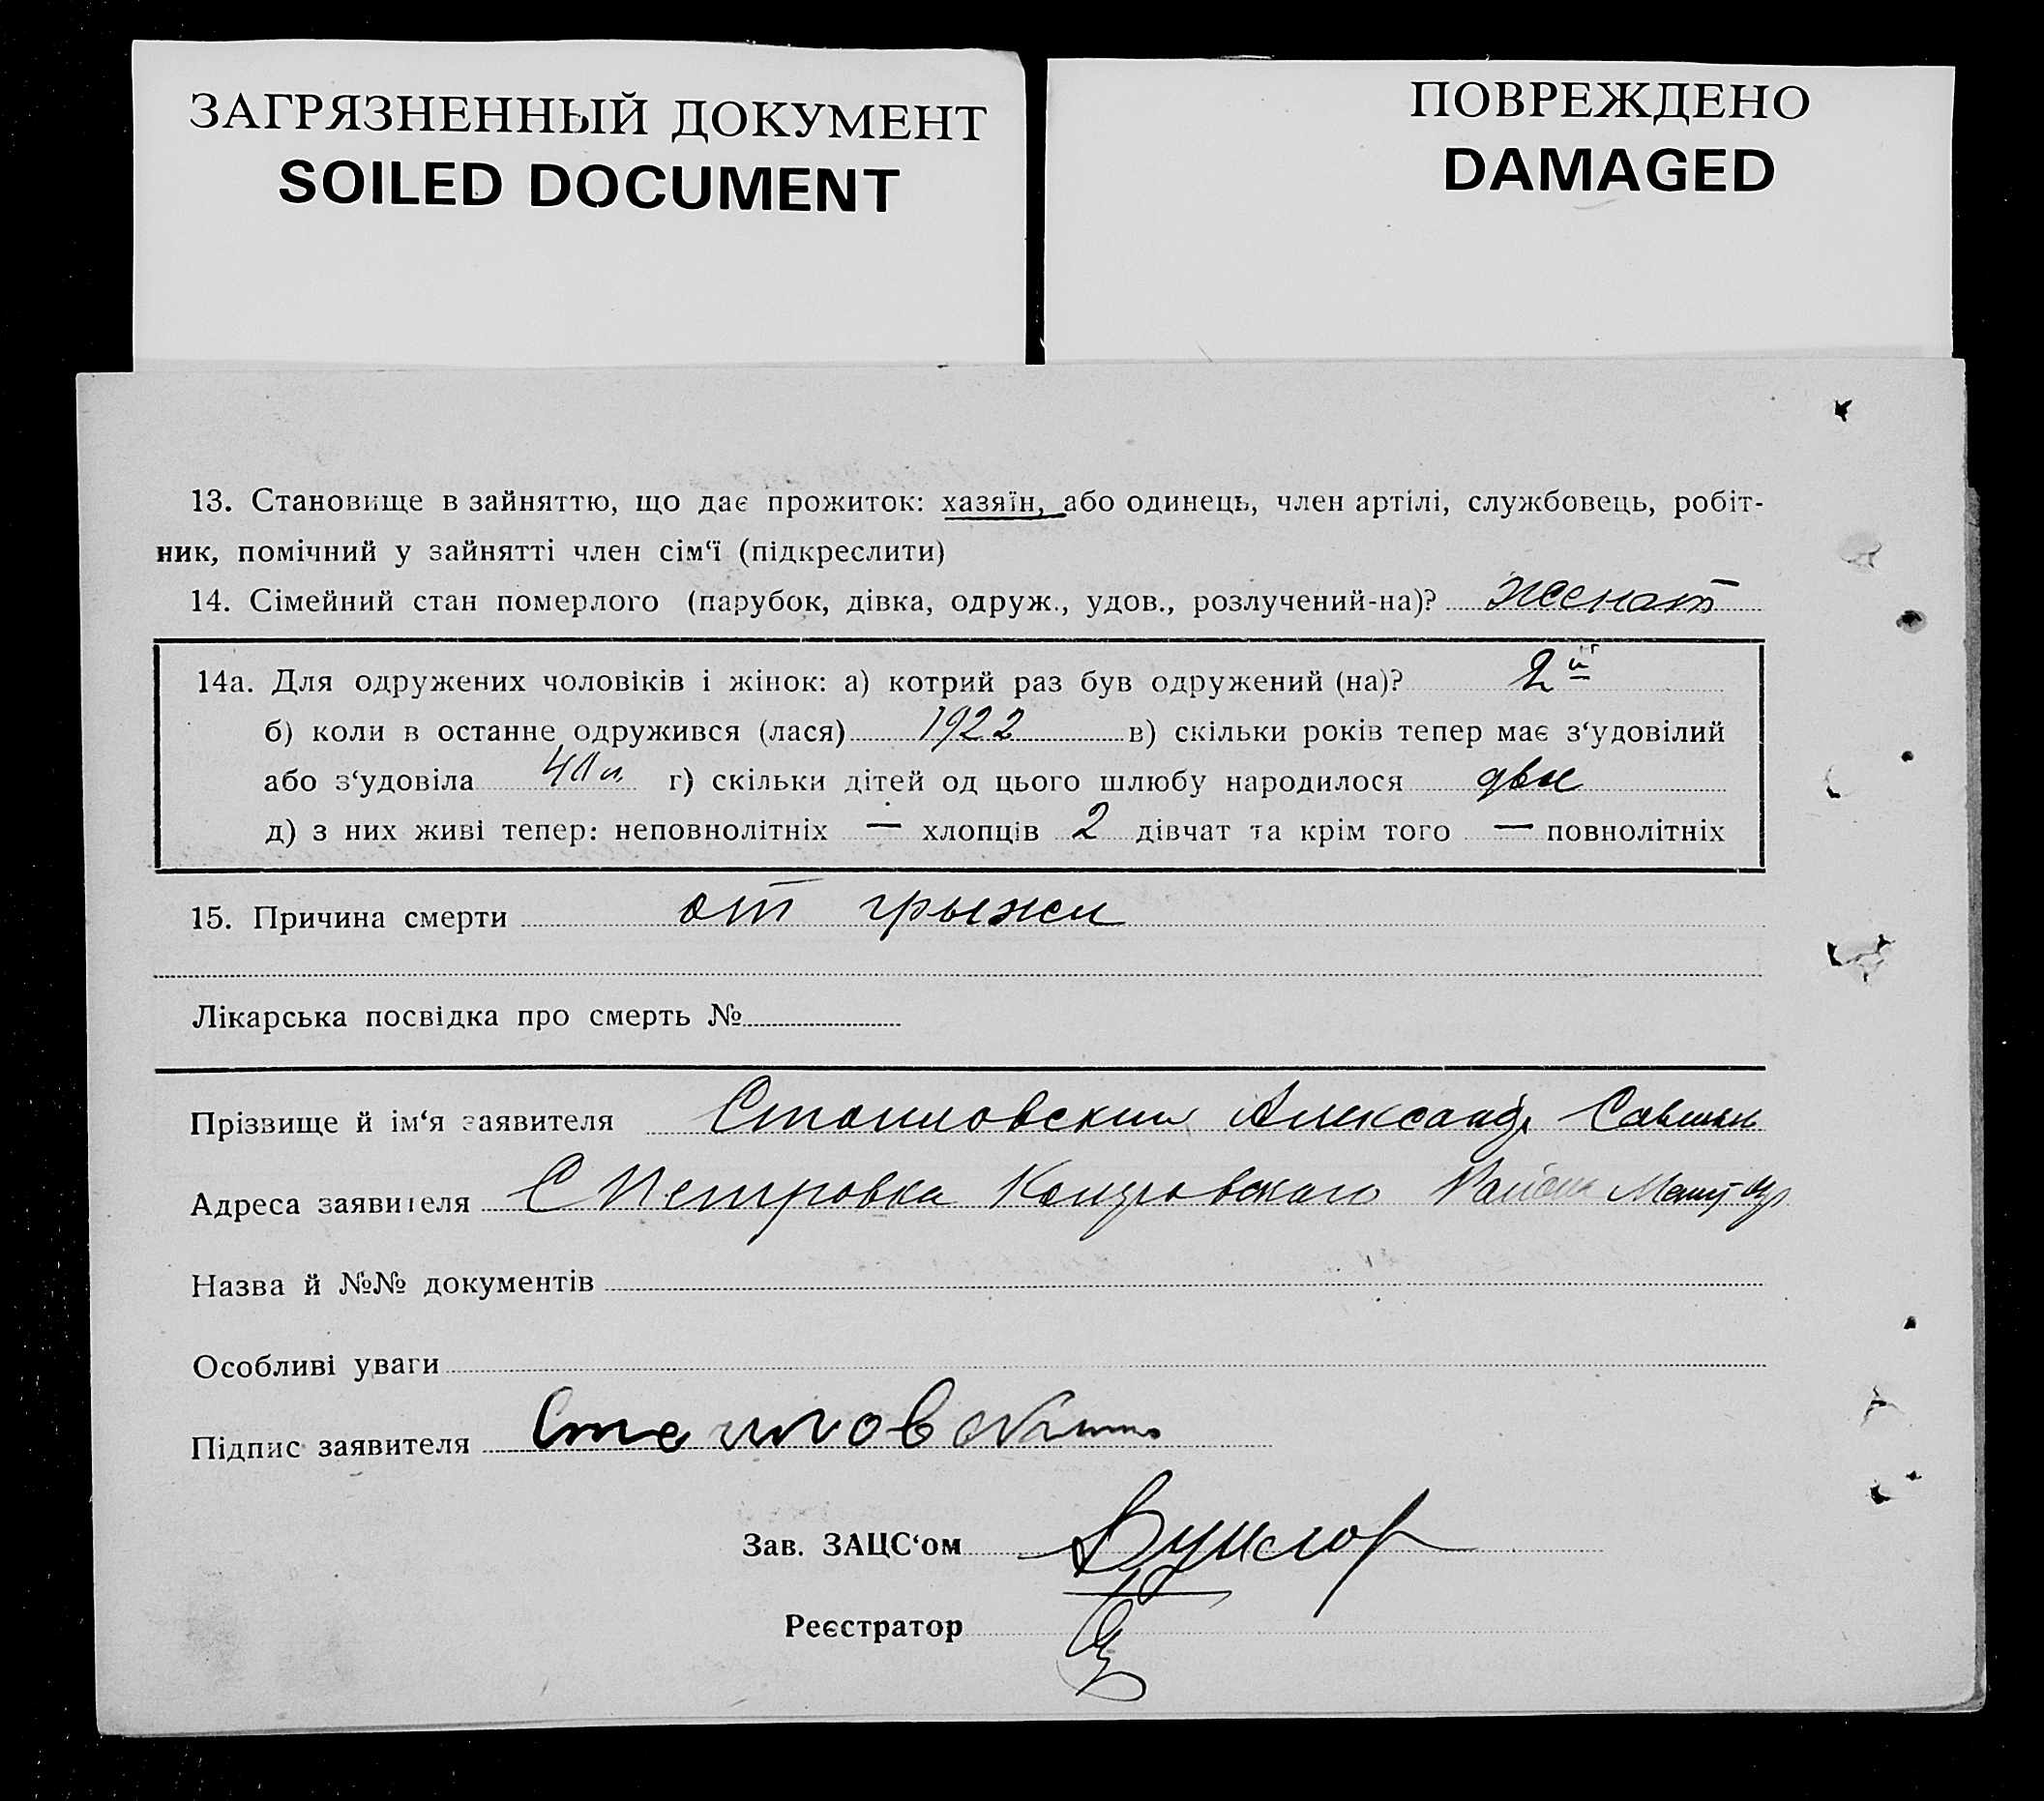 ЗАГРЯЗНЕННЫЙ ДОКУМЕНТ
SOILED DOCUMENT
ПОВРЕЖДЕНО
DAMAGED
13. Становище в зайняттю, що дає прожиток: хазяїн, або одинець, член артілі, службовець, робіт-
ник, помічний у зайнятті член сім‘ї (підкреслити)
14. Сімейний стан померлого (парубок, дівка, одруж., удов., розлучений-на)? женат
14а. Для одружених чоловіків і жінок: а) котрий раз був одружений (на)? 2й
б) коли в останне одружився (лася) 1922 в) скільки років тепер має з‘удовілий
або з‘удовіла г) скільки дітей од цього шлюбу народилося двое
д) з них живі тепер: неповнолітніх — хлопців 2 дівчат та крім того — повнолітніх
15. Причина смерти от грыжи
Лікарська посвідка про смерть №
Прізвище й ім‘я заявителя Александр
Адреса заявителя С Петровка Района
Назва й №№ документів
Особливі уваги
Підпис заявителя
Зав. ЗАЦС‘ом
Реєстратор